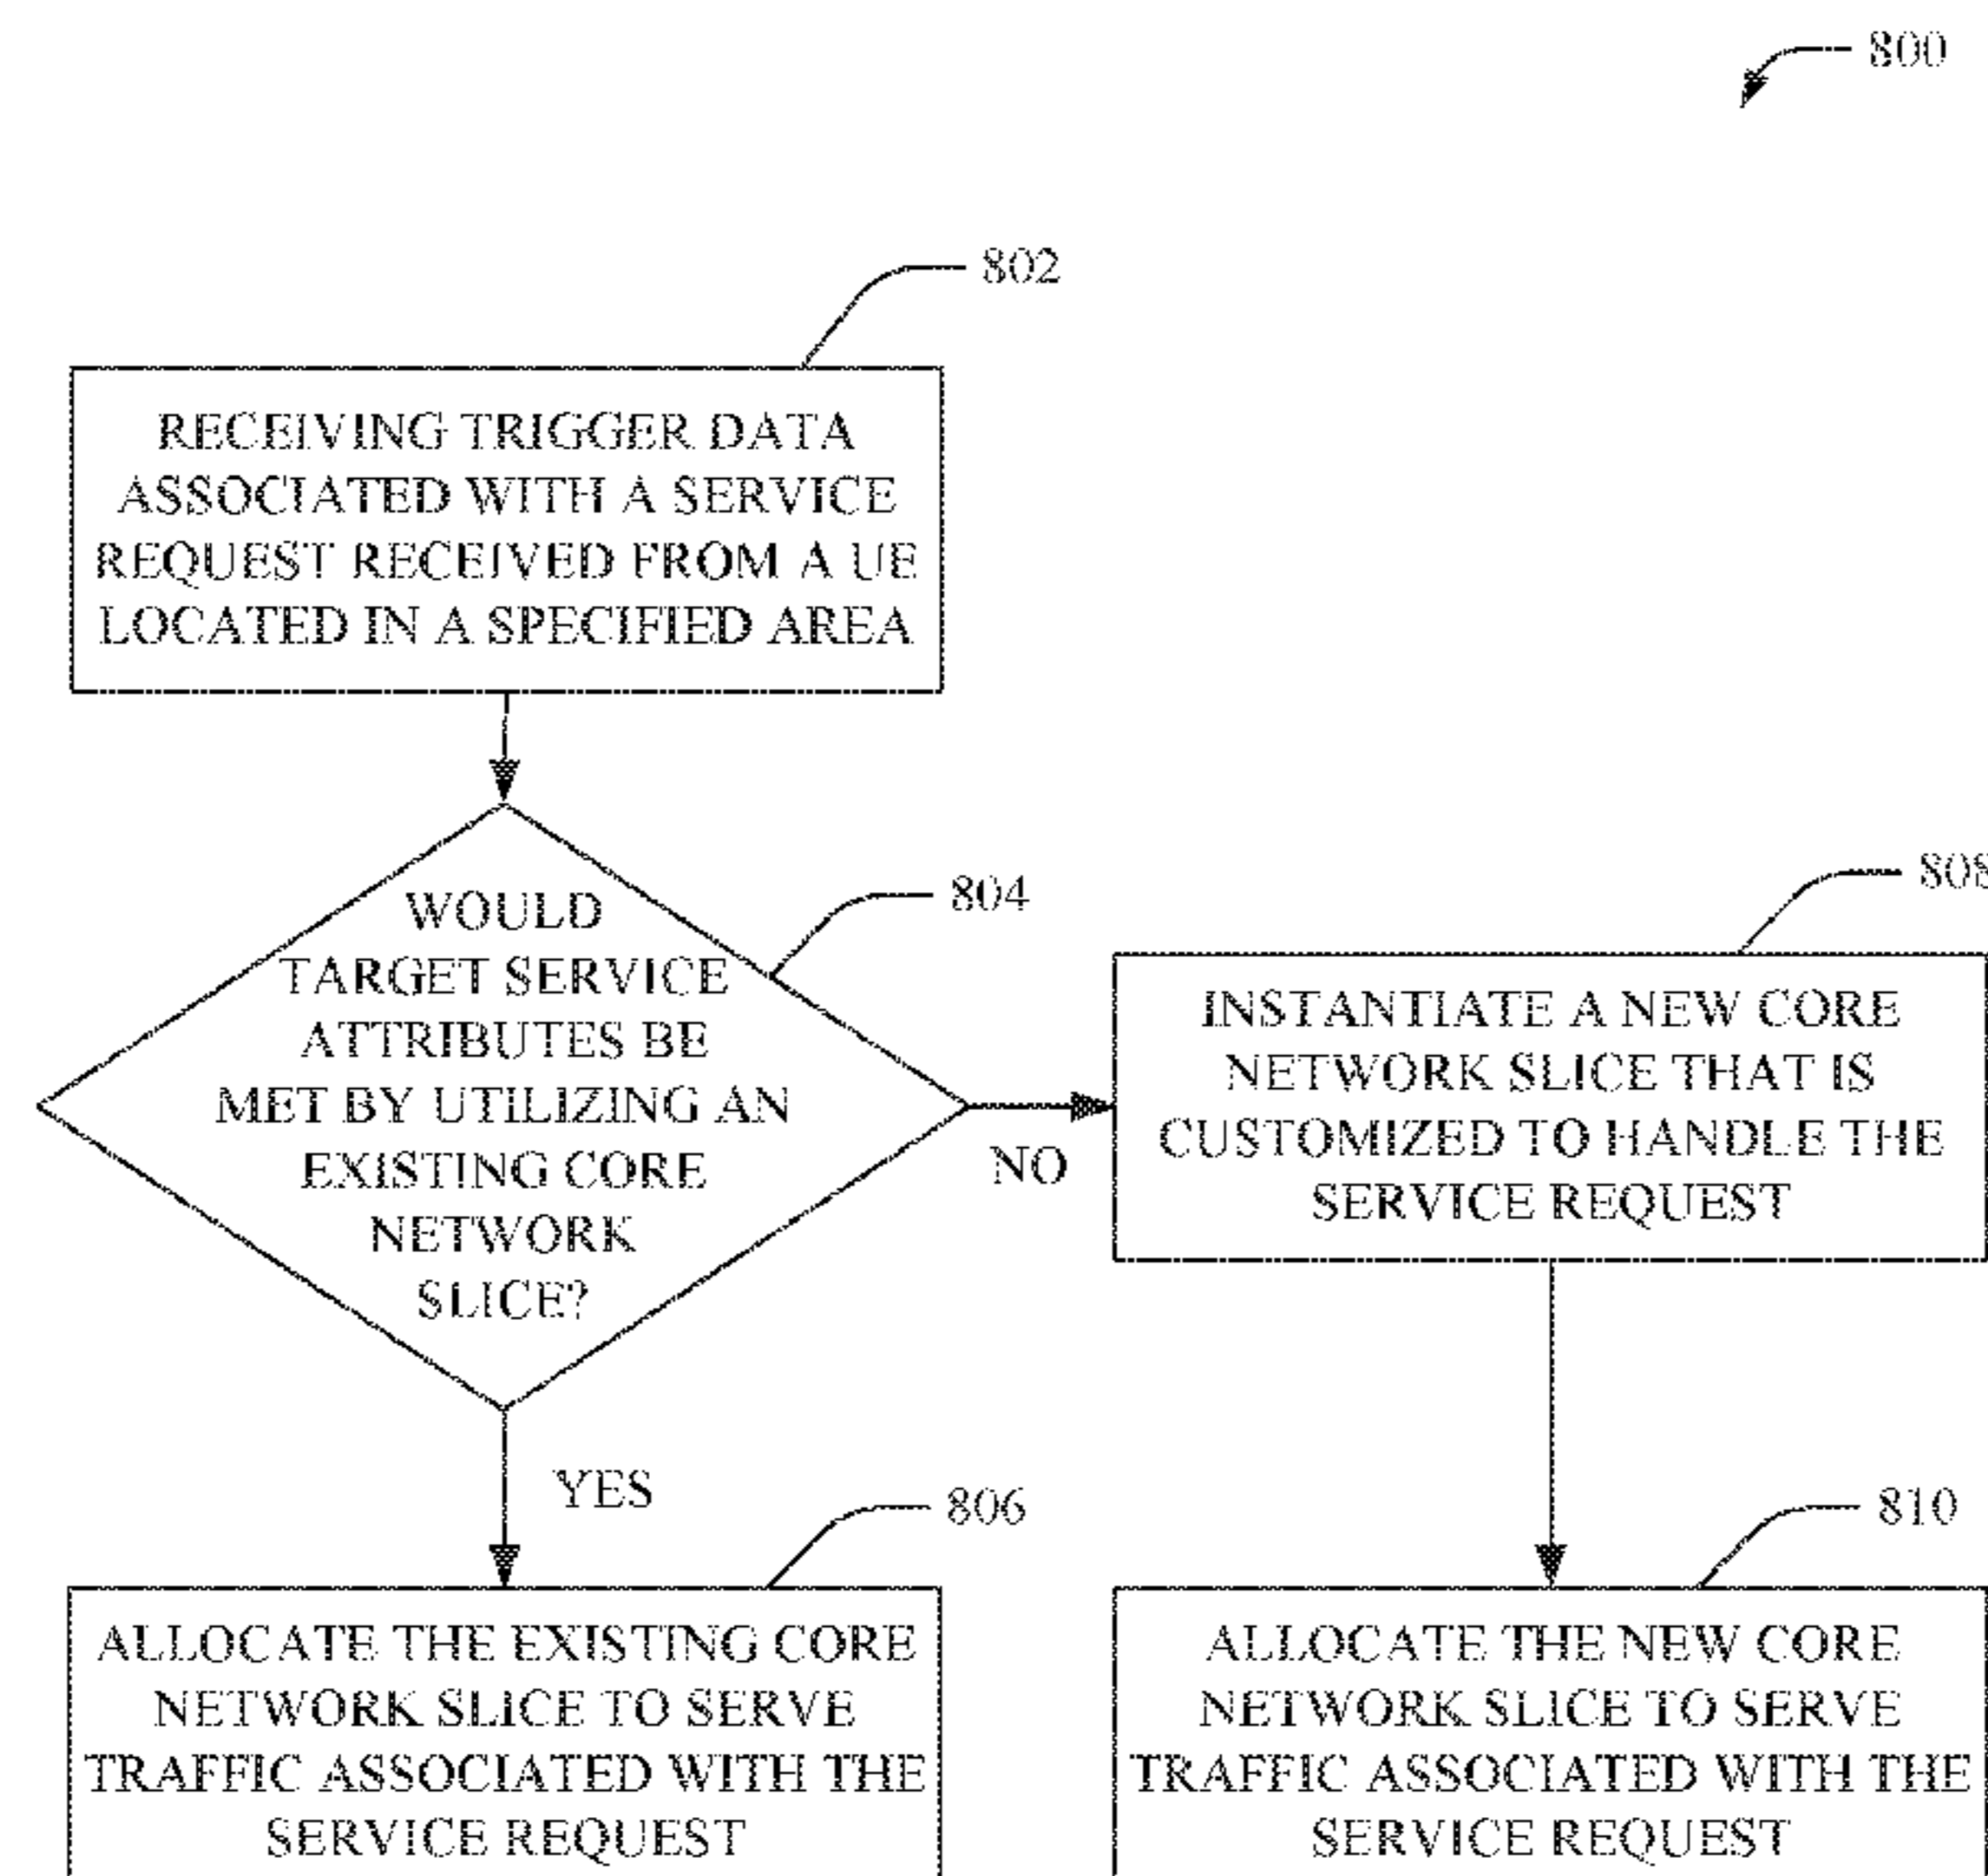 800
802
RECEIVING TRIGGER DATA
ASSOCIATED WITH A SERVICE
REQUEST RECEIVED FROM A UE
LOCATED IN A SPECIFIED AREA
804
WOULD
TARGET SERVICE
ATTRIBUTES BE
MET BY UTILIZING AN
EXISTING CORE
NETWORK
SLICE?
NO
808
INSTANTIATE A NEW CORE
NETWORK SLICE THAT IS
CUSTOMIZED TO HANDLE THE
SERVICE REQUEST
YES
806
ALLOCATE THE EXISTING CORE
NETWORK SLICE TO SERVE
TRAFFIC ASSOCIATED WITH THE
SERVICE REQUEST
810
ALLOCATE THE NEW CORE
NETWORK SLICE TO SERVE
TRAFFIC ASSOCIATED WITH THE
SERVICE REQUEST